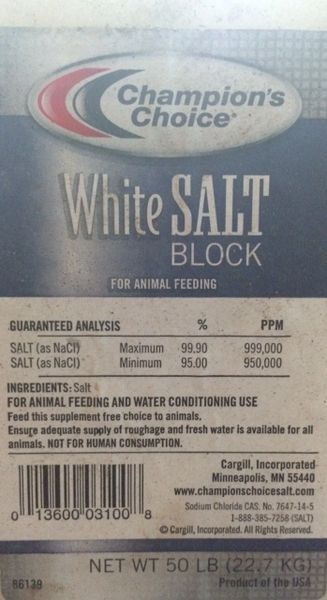 Champion's
Choice®
White SALT
BLOCK
FOR ANIMAL FEEDING
GUARANTEED ANALYSIS % PPM
SALT (as NaCl) Maximum 99.90 999,000
SALT (as NaCl) Minimum 95.00 950,000
INGREDIENTS: Salt
FOR ANIMAL FEEDING AND WATER CONDITIONING USE
Feed this supplement free choice to animals.
Ensure adequate supply of roughage and fresh water is available for all
animals. NOT FOR HUMAN CONSUMPTION.
Cargill, Incorporated
Minneapolis, MN 55440
www.championschoicesalt.com
Sodium Chloride CAS. No. 7647-14-5
1-888-385-7258 (SALT)
© Cargill, Incorporated. All Rights Reserved.
0 13600 03100 8
NET WT 50 LB (22.7 KG)
86139 Product of the USA